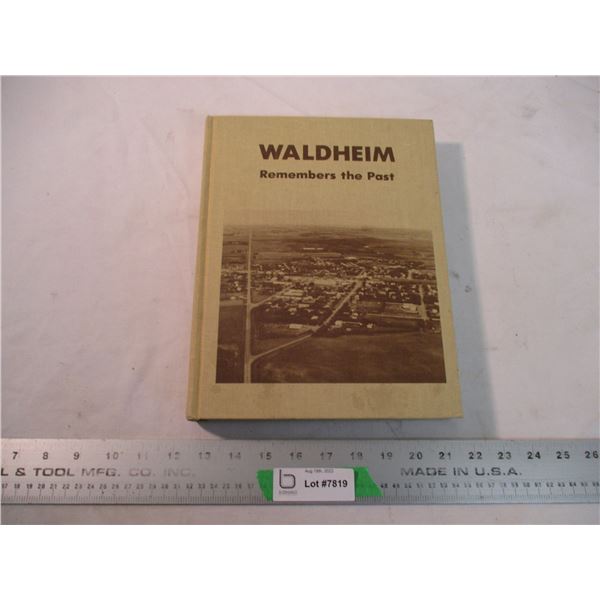 WALDHEIM
Remembers the Past
7 8 9 10 11 12 13 14 15 16 17 18 19 20 21 22 23 24 25 26
L & TOOL MFG. CO. INC.
MADE IN U.S.A.
Lot #7819